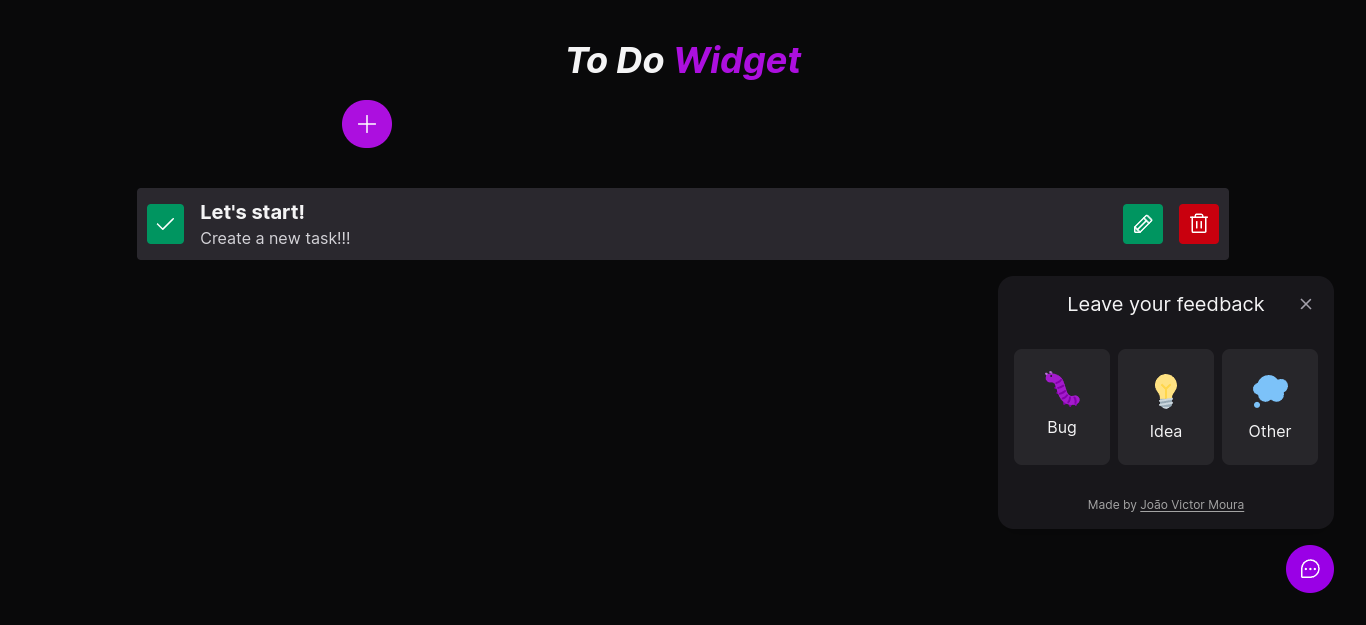 To Do Widget
Let's start!
Create a new task!!!
Leave your feedback
Bug
Idea
Other
Made by João Victor Moura